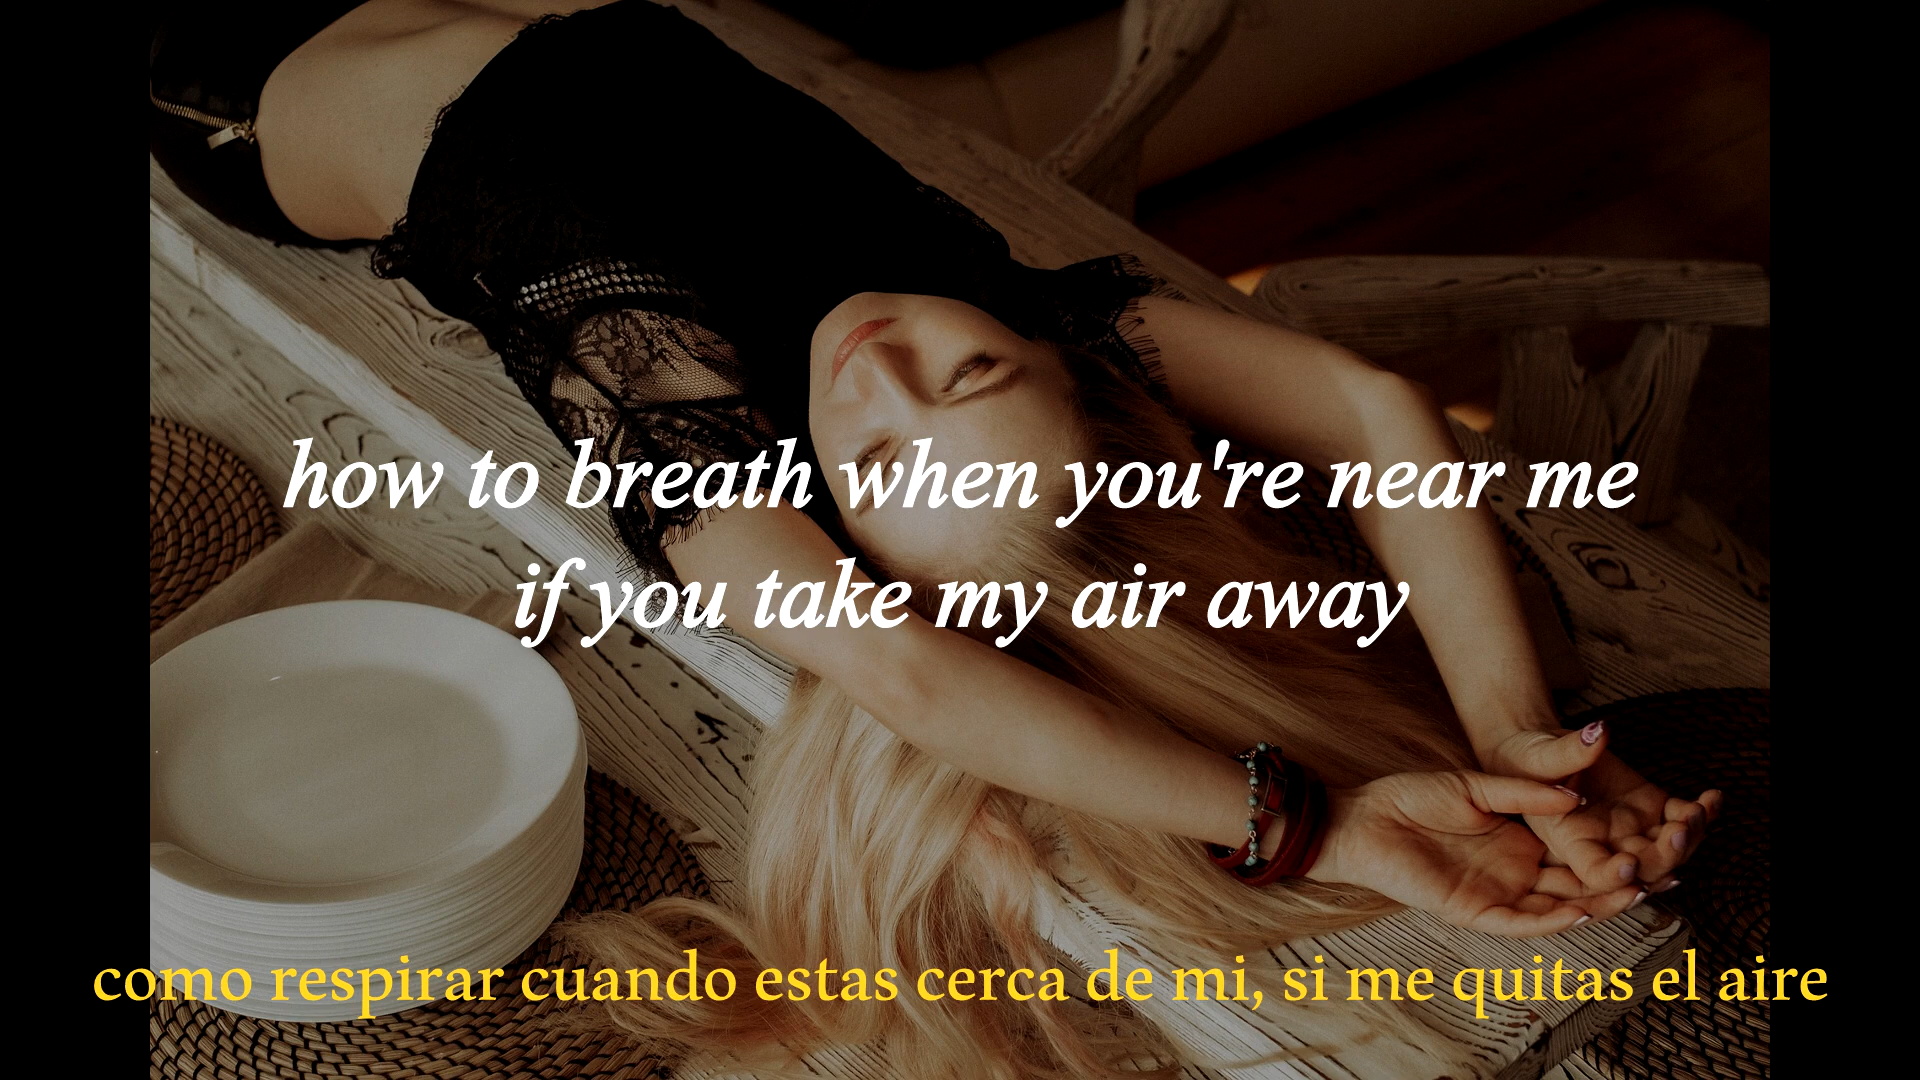 how to breath when you're near me
if you take my air away
como respirar cuando estas cerca de mi, si me quitas el aire